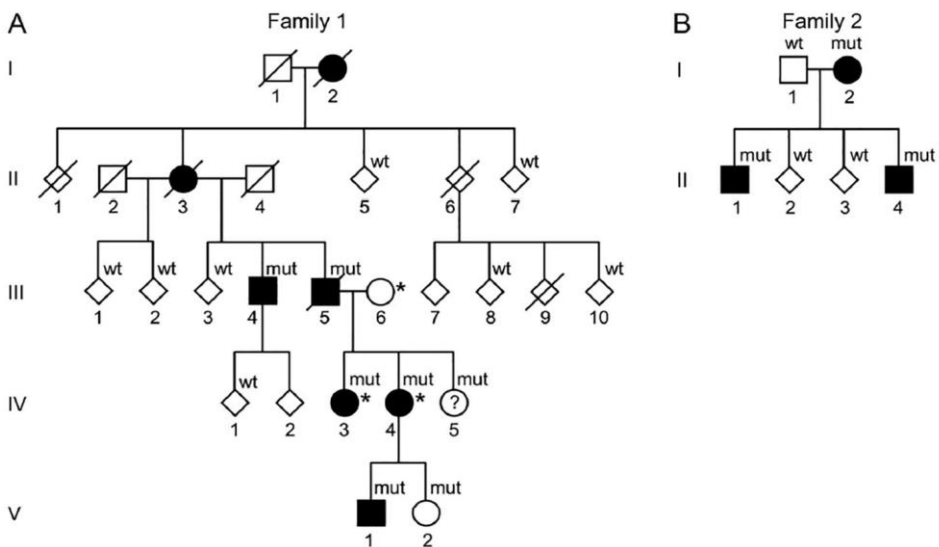 A Family 1
B Family 2
wt mut
I
1 2
1 2
wt wt
mut wt wt mut
II
1 2 3 4 5 6 7
II
1 2 3 4
wt wt wt mut mut * wt wt
III
1 2 3 4 5 6 7 8 9 10
wt mut * mut * mut
IV ?
1 2 3 4 5
mut mut
V
1 2